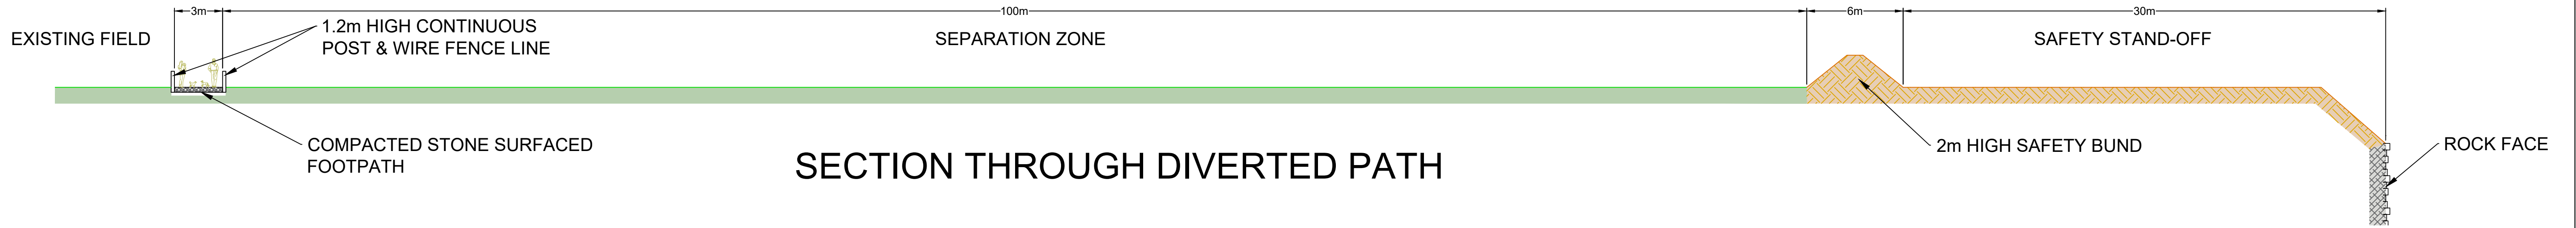 3m
100m
6m
30m
EXISTING FIELD
1.2m HIGH CONTINUOUS
POST & WIRE FENCE LINE
SEPARATION ZONE
SAFETY STAND-OFF
COMPACTED STONE SURFACED
FOOTPATH
SECTION THROUGH DIVERTED PATH
2m HIGH SAFETY BUND
ROCK FACE